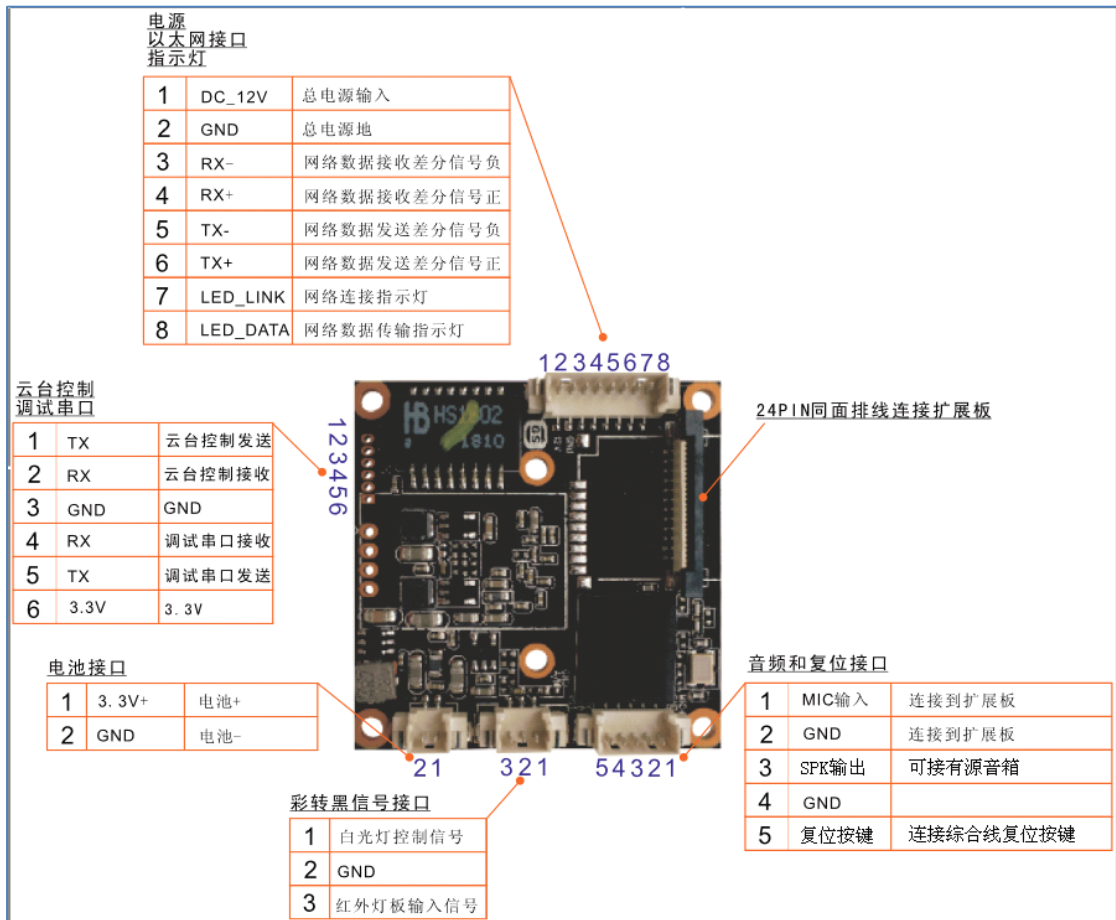 电源
以太网接口
指示灯
1 DC_12V 总电源输入
2 GND 总电源地
3 RX- 网络数据接收差分信号负
4 RX+ 网络数据接收差分信号正
5 TX- 网络数据发送差分信号负
6 TX+ 网络数据发送差分信号正
7 LED_LINK 网络连接指示灯
8 LED_DATA 网络数据传输指示灯
12345678
云台控制
调试串口
1 TX 云台控制发送
2 RX 云台控制接收
3 GND GND
4 RX 调试串口接收
5 TX 调试串口发送
6 3.3V 3.3V
123456
HS1602
1810
GS
24PIN同面排线连接扩展板
电池接口
1 3.3V+ 电池+
2 GND 电池-
21
321
54321
彩转黑信号接口
1 白光灯控制信号
2 GND
3 红外灯板输入信号
音频和复位接口
1 MIC输入 连接到扩展板
2 GND 连接到扩展板
3 SPK输出 可接有源音箱
4 GND
5 复位按键 连接综合线复位按键